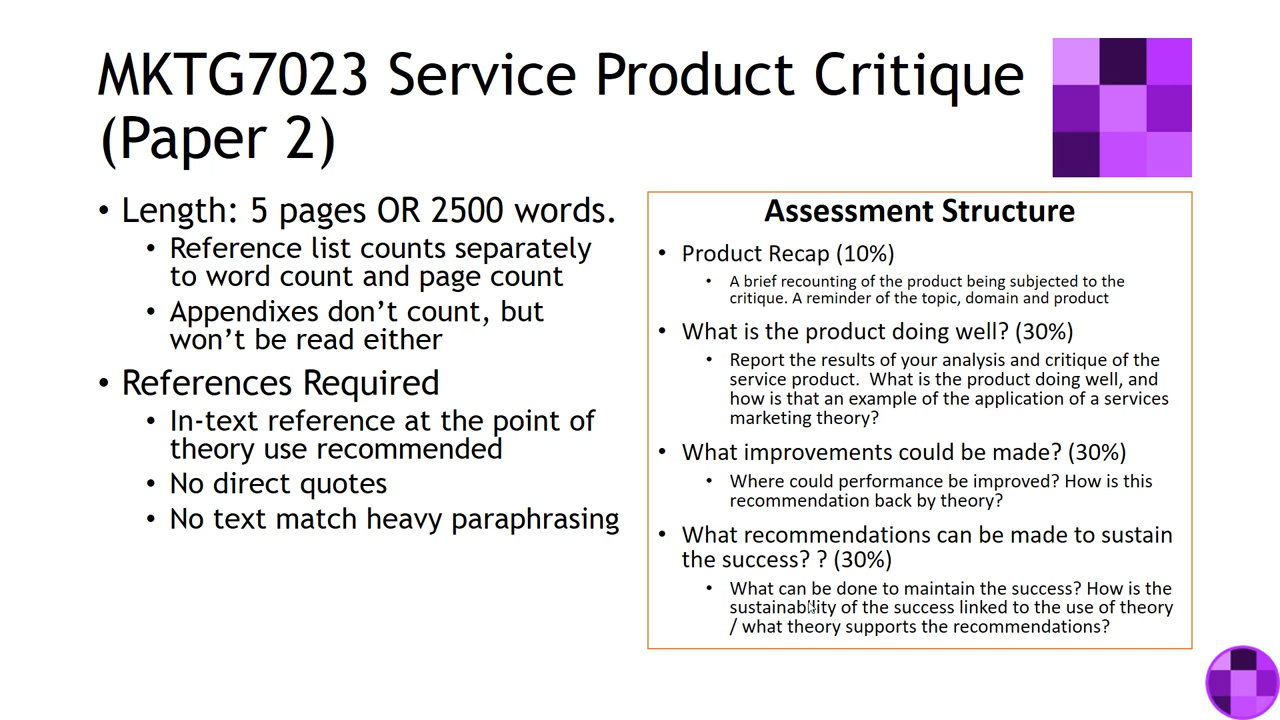 MKTG7023 Service Product Critique
(Paper 2)
• Length: 5 pages OR 2500 words.
• Reference list counts separately
to word count and page count
• Appendixes don’t count, but
won’t be read either
• References Required
• In-text reference at the point of
theory use recommended
• No direct quotes
• No text match heavy paraphrasing
Assessment Structure
• Product Recap (10%)
• A brief recounting of the product being subjected to the
critique. A reminder of the topic, domain and product
• What is the product doing well? (30%)
• Report the results of your analysis and critique of the
service product.  What is the product doing well, and
how is that an example of the application of a services
marketing theory?
• What improvements could be made? (30%)
• Where could performance be improved? How is this
recommendation back by theory?
• What recommendations can be made to sustain
the success? ? (30%)
• What can be done to maintain the success? How is the
sustainability of the success linked to the use of theory
/ what theory supports the recommendations?